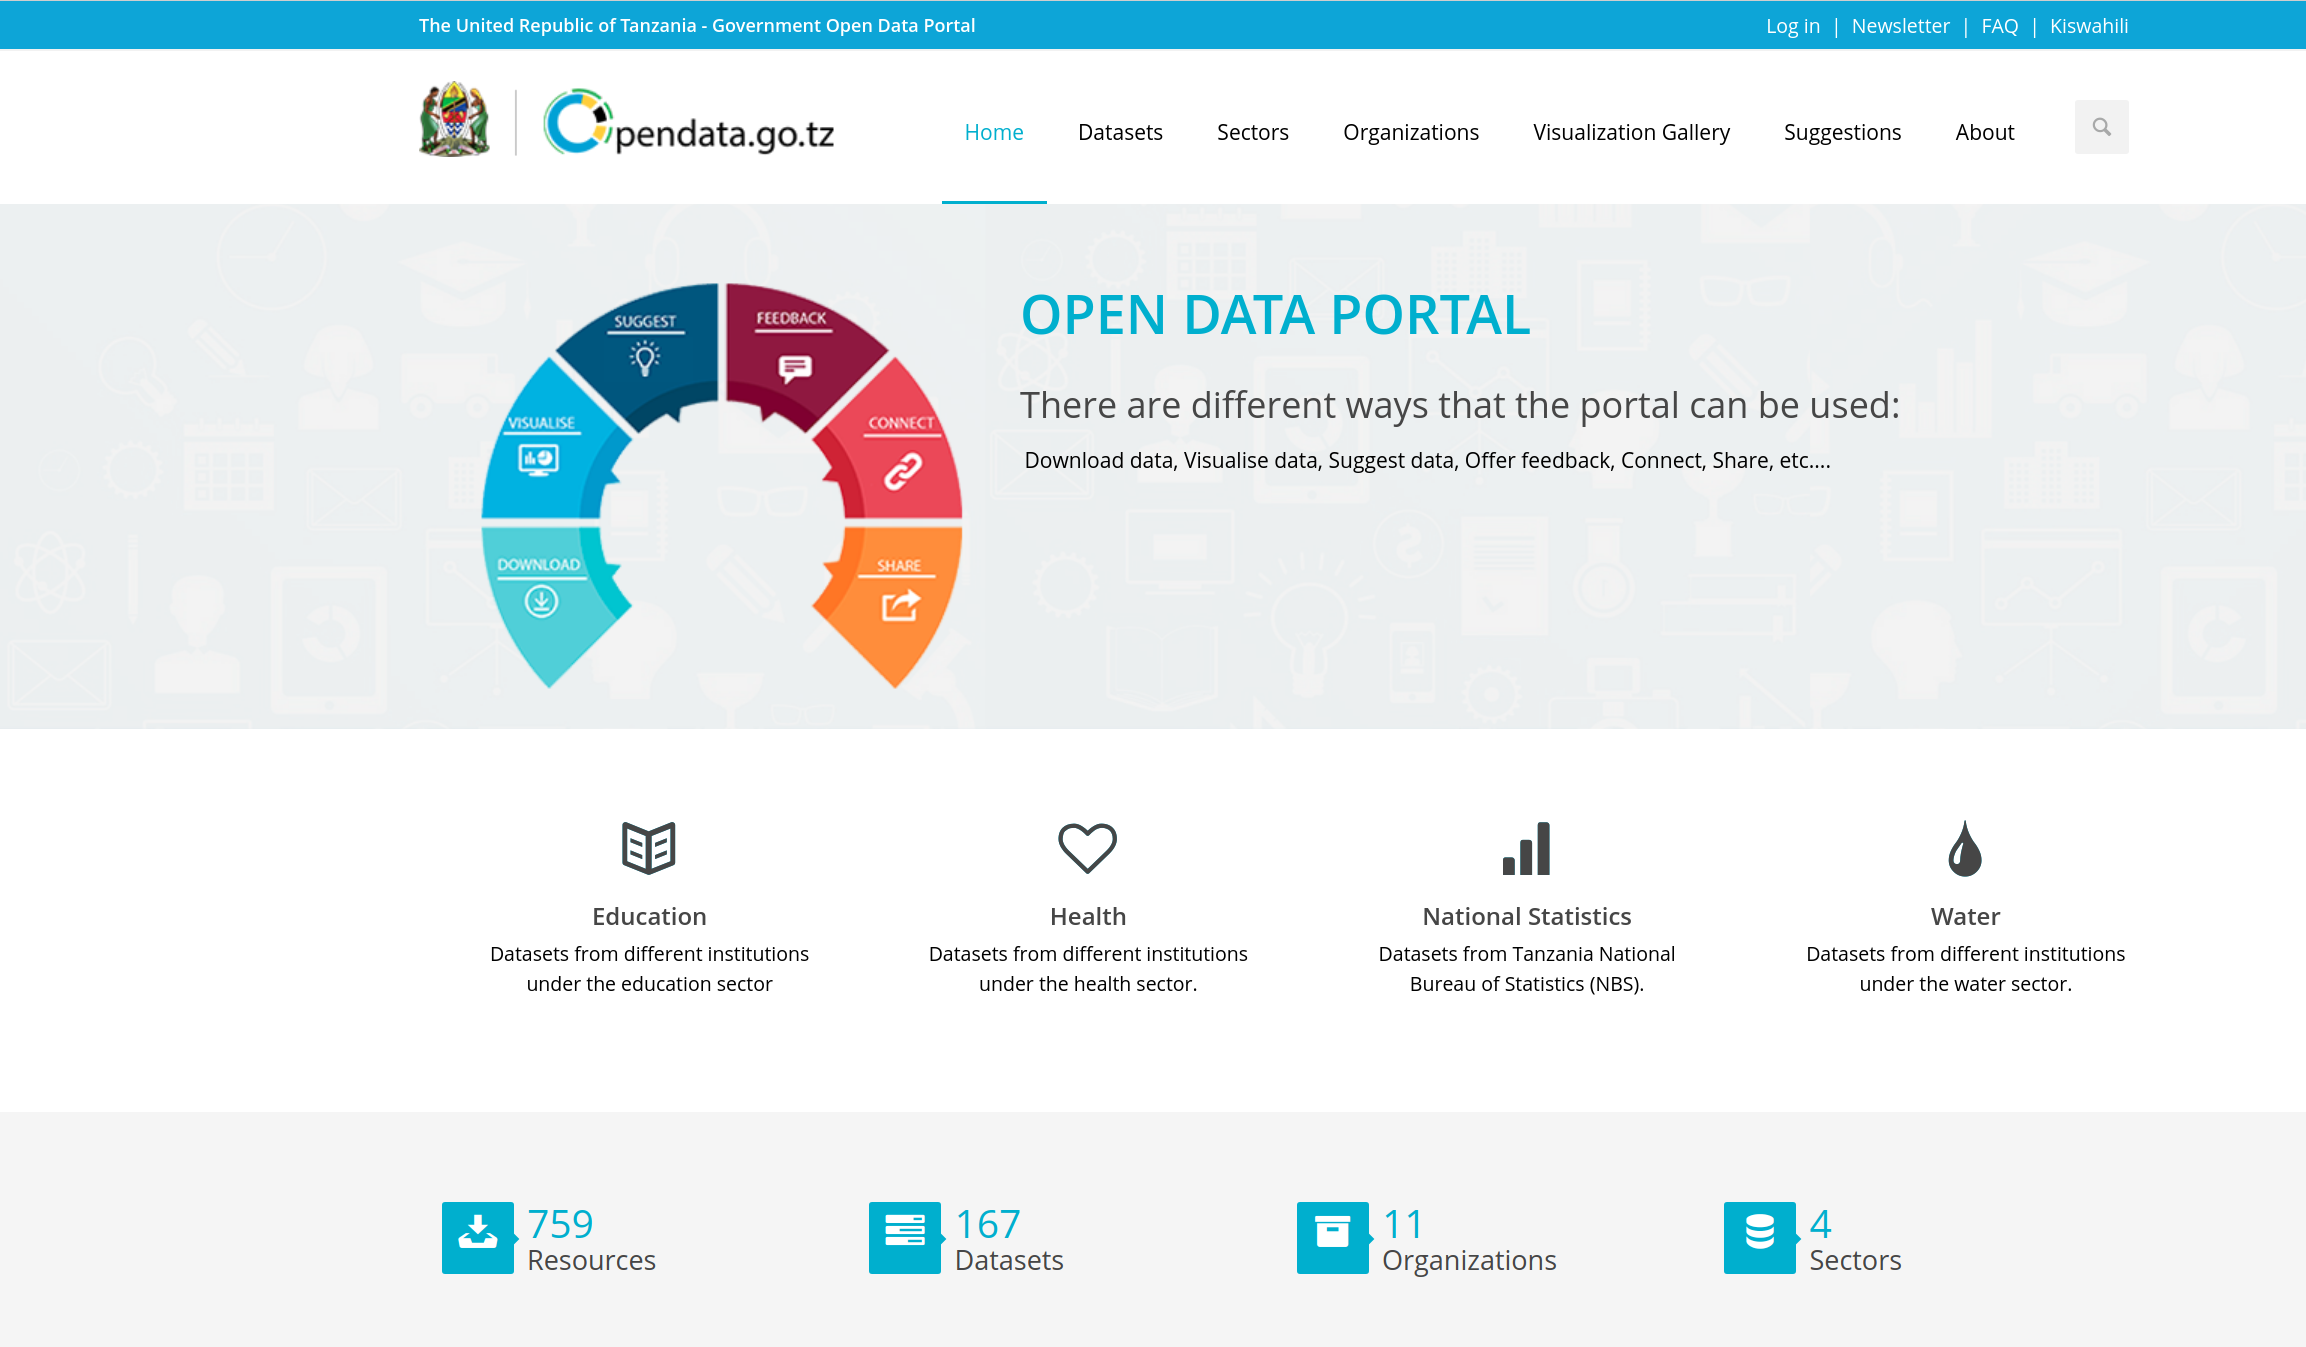 The United Republic of Tanzania - Government Open Data Portal
Log in | Newsletter | FAQ | Kiswahili
Opendata.go.tz
Home Datasets Sectors Organizations Visualization Gallery Suggestions About
SUGGEST
FEEDBACK
VISUALISE
CONNECT
DOWNLOAD
SHARE
OPEN DATA PORTAL
There are different ways that the portal can be used:
Download data, Visualise data, Suggest data, Offer feedback, Connect, Share, etc....
Education
Datasets from different institutions
under the education sector
Health
Datasets from different institutions
under the health sector.
National Statistics
Datasets from Tanzania National
Bureau of Statistics (NBS).
Water
Datasets from different institutions
under the water sector.
759
Resources
167
Datasets
11
Organizations
4
Sectors